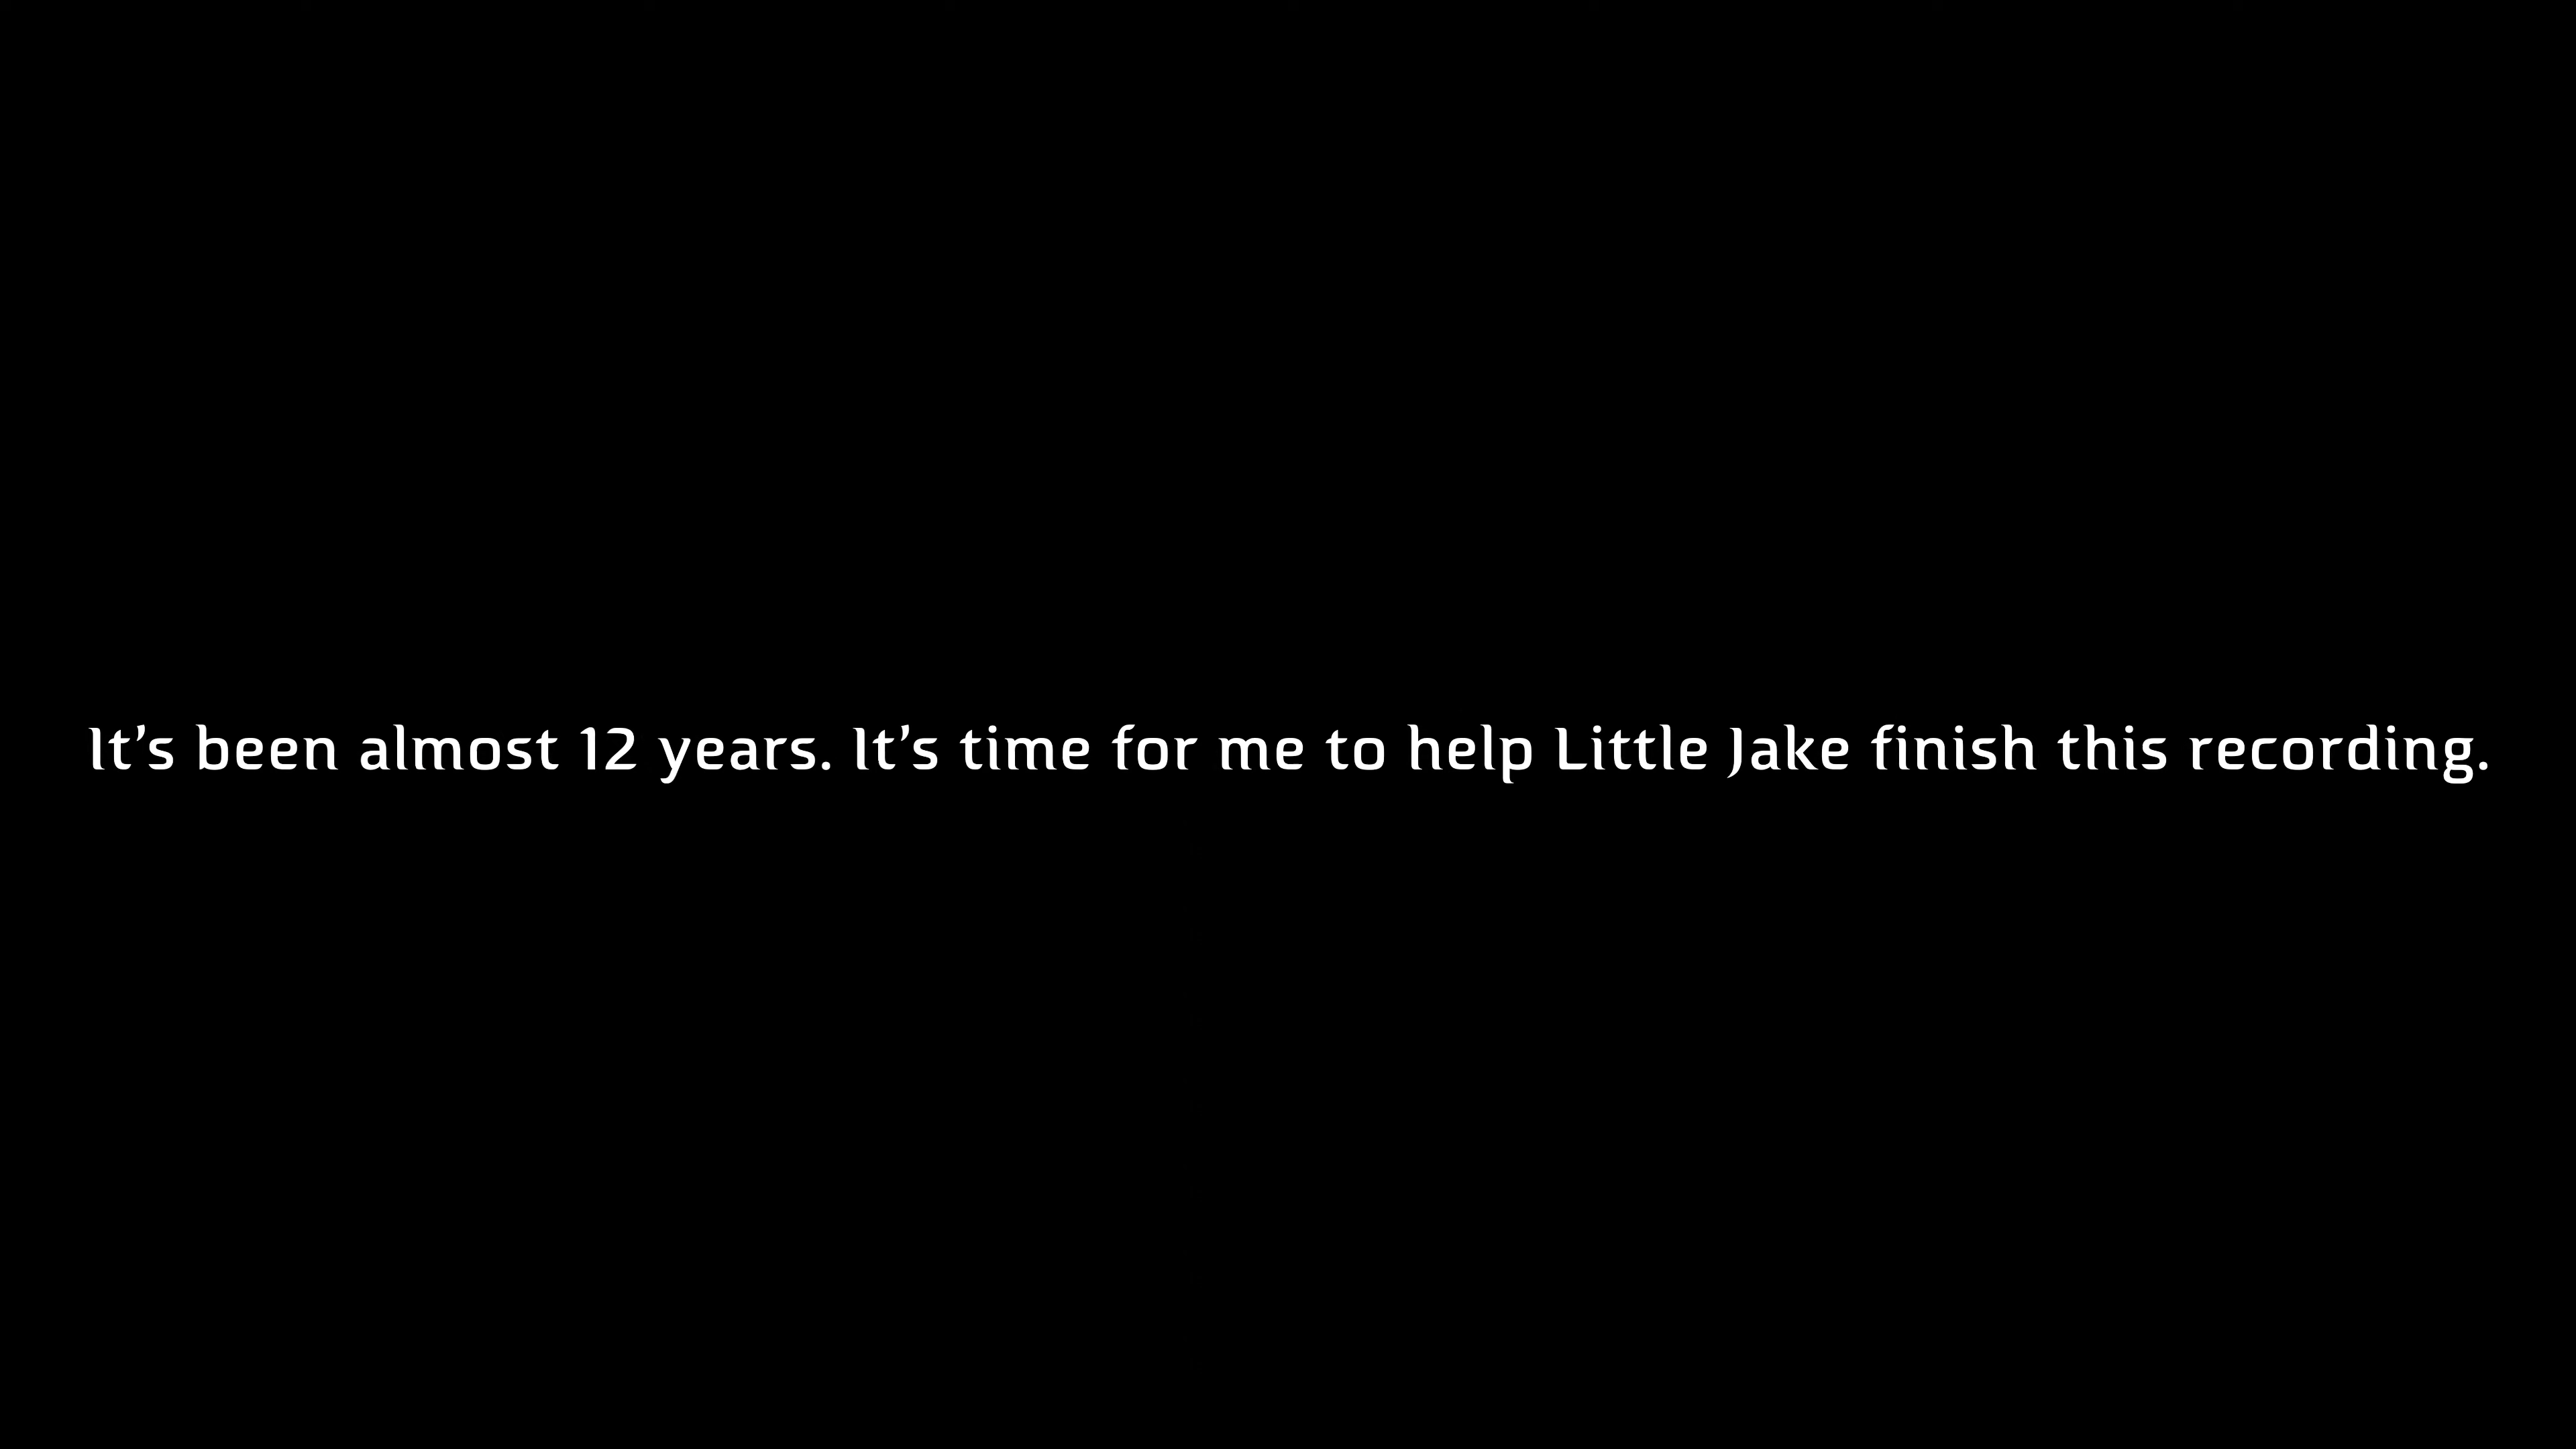 It’s been almost 12 years. It’s time for me to help Little Jake finish this recording.